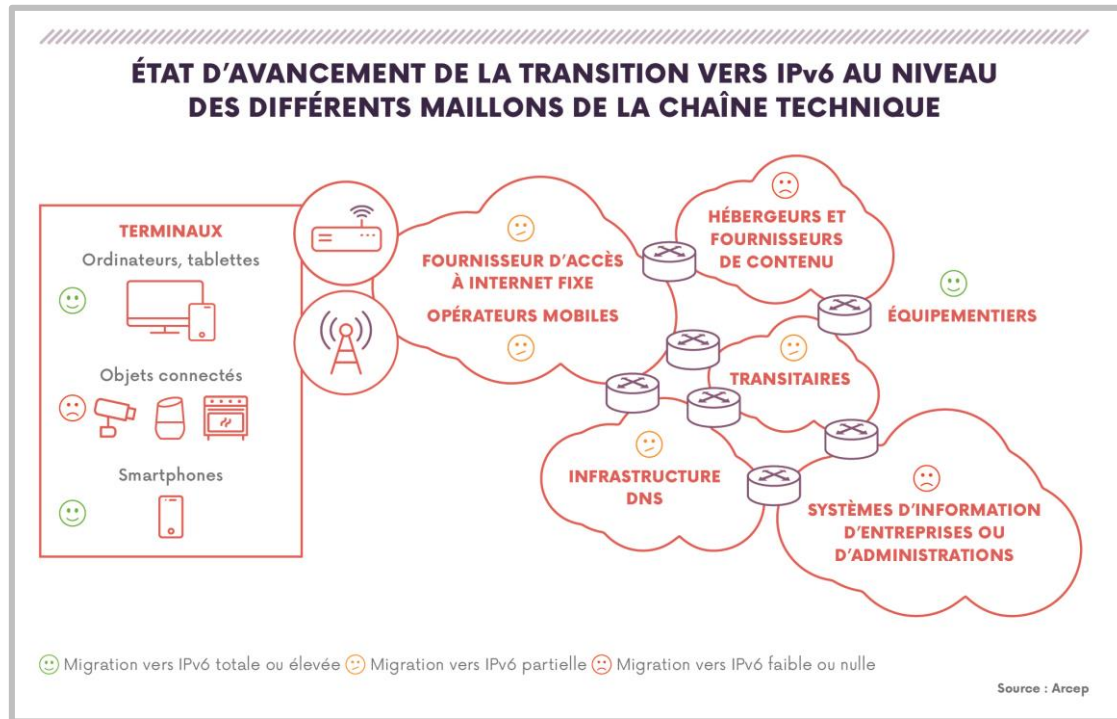 ÉTAT D'AVANCEMENT DE LA TRANSITION VERS IPv6 AU NIVEAU
DES DIFFÉRENTS MAILLONS DE LA CHAÎNE TECHNIQUE
TERMINAUX
Ordinateurs, tablettes
Objets connectés
Smartphones
FOURNISSEUR D'ACCÈS
À INTERNET FIXE
OPÉRATEURS MOBILES
HÉBERGEURS ET
FOURNISSEURS
DE CONTENU
ÉQUIPEMENTIERS
TRANSITAIRES
INFRASTRUCTURE
DNS
SYSTÈMES D'INFORMATION
D'ENTREPRISES OU
D'ADMINISTRATIONS
Migration vers IPv6 totale ou élevée Migration vers IPv6 partielle Migration vers IPv6 faible ou nulle
Source : Arcep